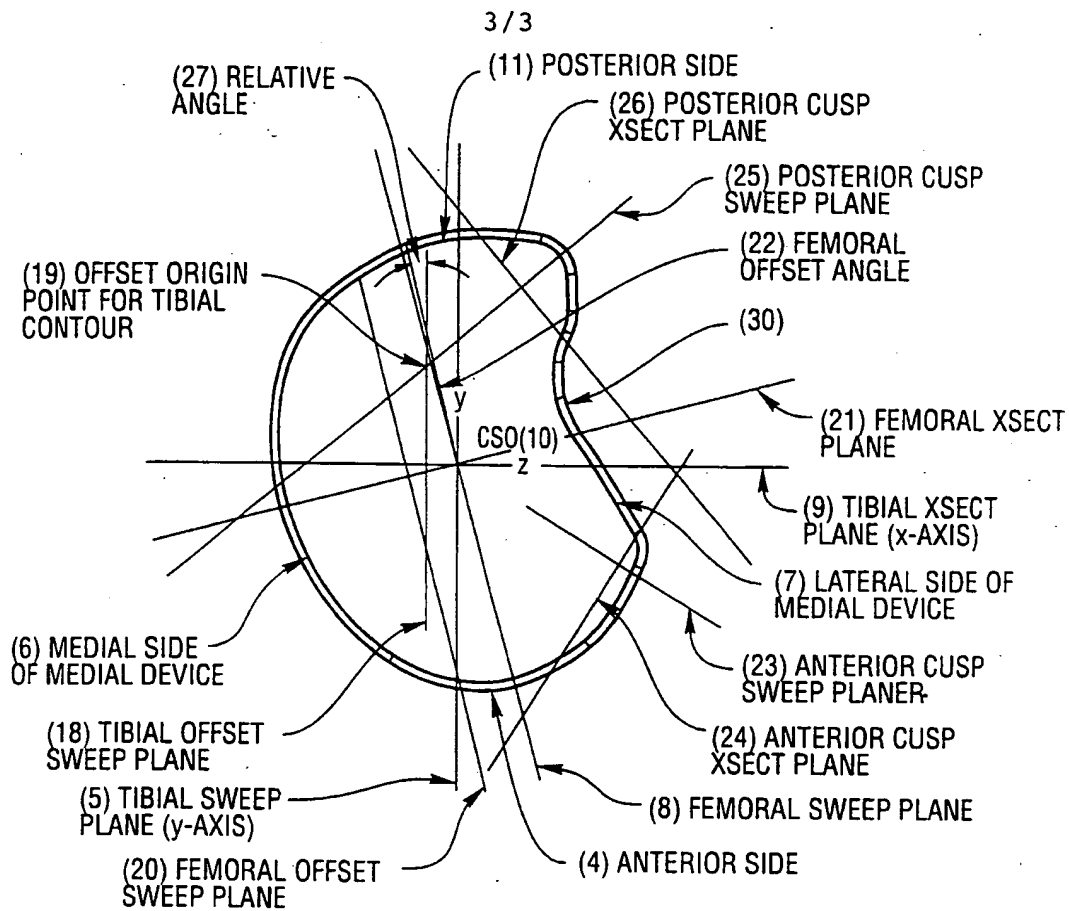 3/3
(27) RELATIVE
ANGLE
(11) POSTERIOR SIDE
(26) POSTERIOR CUSP
XSECT PLANE
(25) POSTERIOR CUSP
SWEEP PLANE
(22) FEMORAL
OFFSET ANGLE
(19) OFFSET ORIGIN
POINT FOR TIBIAL
CONTOUR
(30)
y
CSO(10)
z
(21) FEMORAL XSECT
PLANE
(9) TIBIAL XSECT
PLANE (x-AXIS)
(7) LATERAL SIDE OF
MEDIAL DEVICE
(6) MEDIAL SIDE
OF MEDIAL DEVICE
(23) ANTERIOR CUSP
SWEEP PLANER
(18) TIBIAL OFFSET
SWEEP PLANE
(24) ANTERIOR CUSP
XSECT PLANE
(5) TIBIAL SWEEP
PLANE (y-AXIS)
(8) FEMORAL SWEEP PLANE
(20) FEMORAL OFFSET
SWEEP PLANE
(4) ANTERIOR SIDE